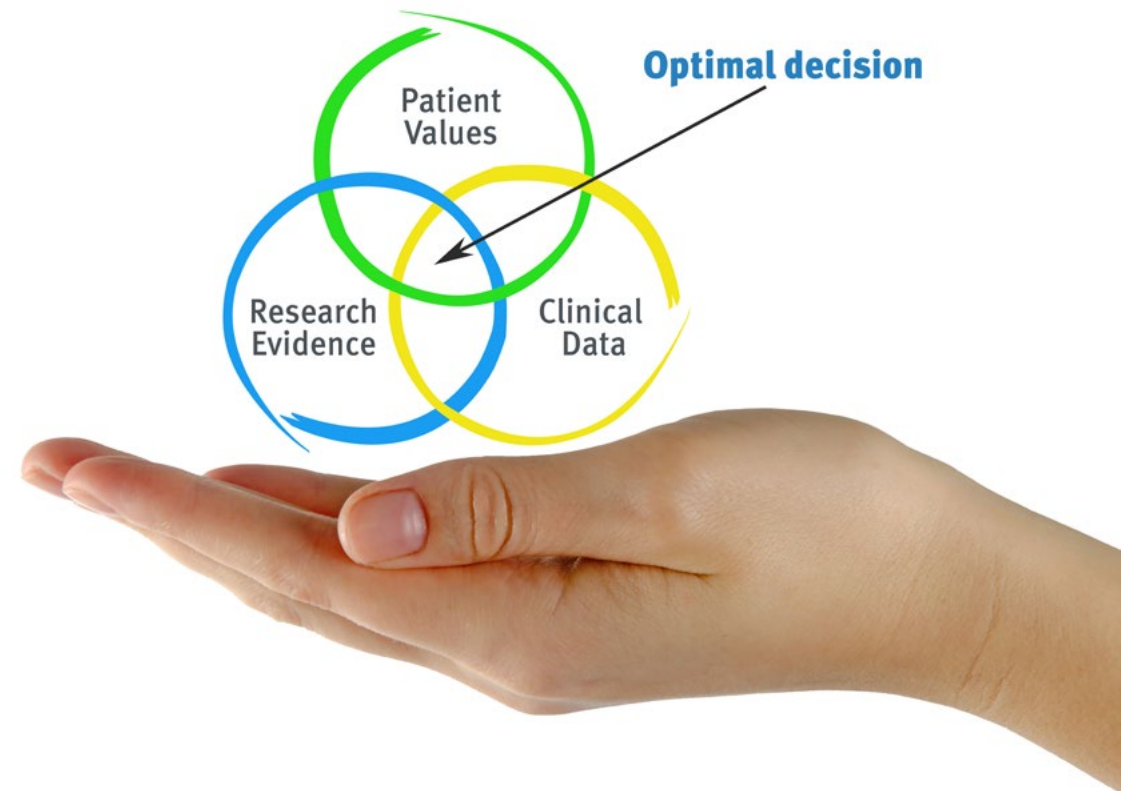 Optimal decision
Patient
Values
Research
Evidence
Clinical
Data